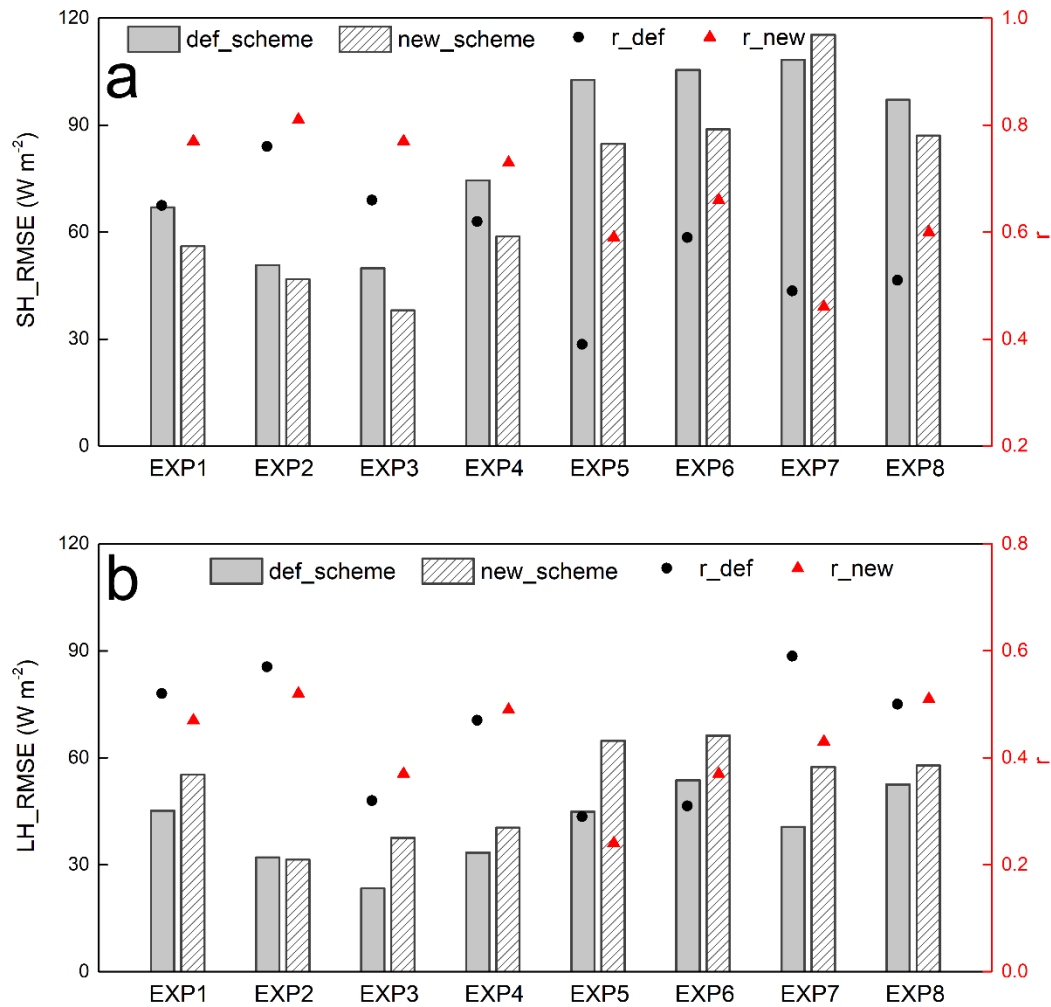 a
def_scheme new_scheme r_def r_new
SH_RMSE (W m-2)
120
90
60
30
0
1.0
0.8
0.6
0.4
0.2
r
EXP1 EXP2 EXP3 EXP4 EXP5 EXP6 EXP7 EXP8
b
def_scheme new_scheme r_def r_new
LH_RMSE (W m-2)
120
90
60
30
0
0.8
0.6
0.4
0.2
0.0
r
EXP1 EXP2 EXP3 EXP4 EXP5 EXP6 EXP7 EXP8